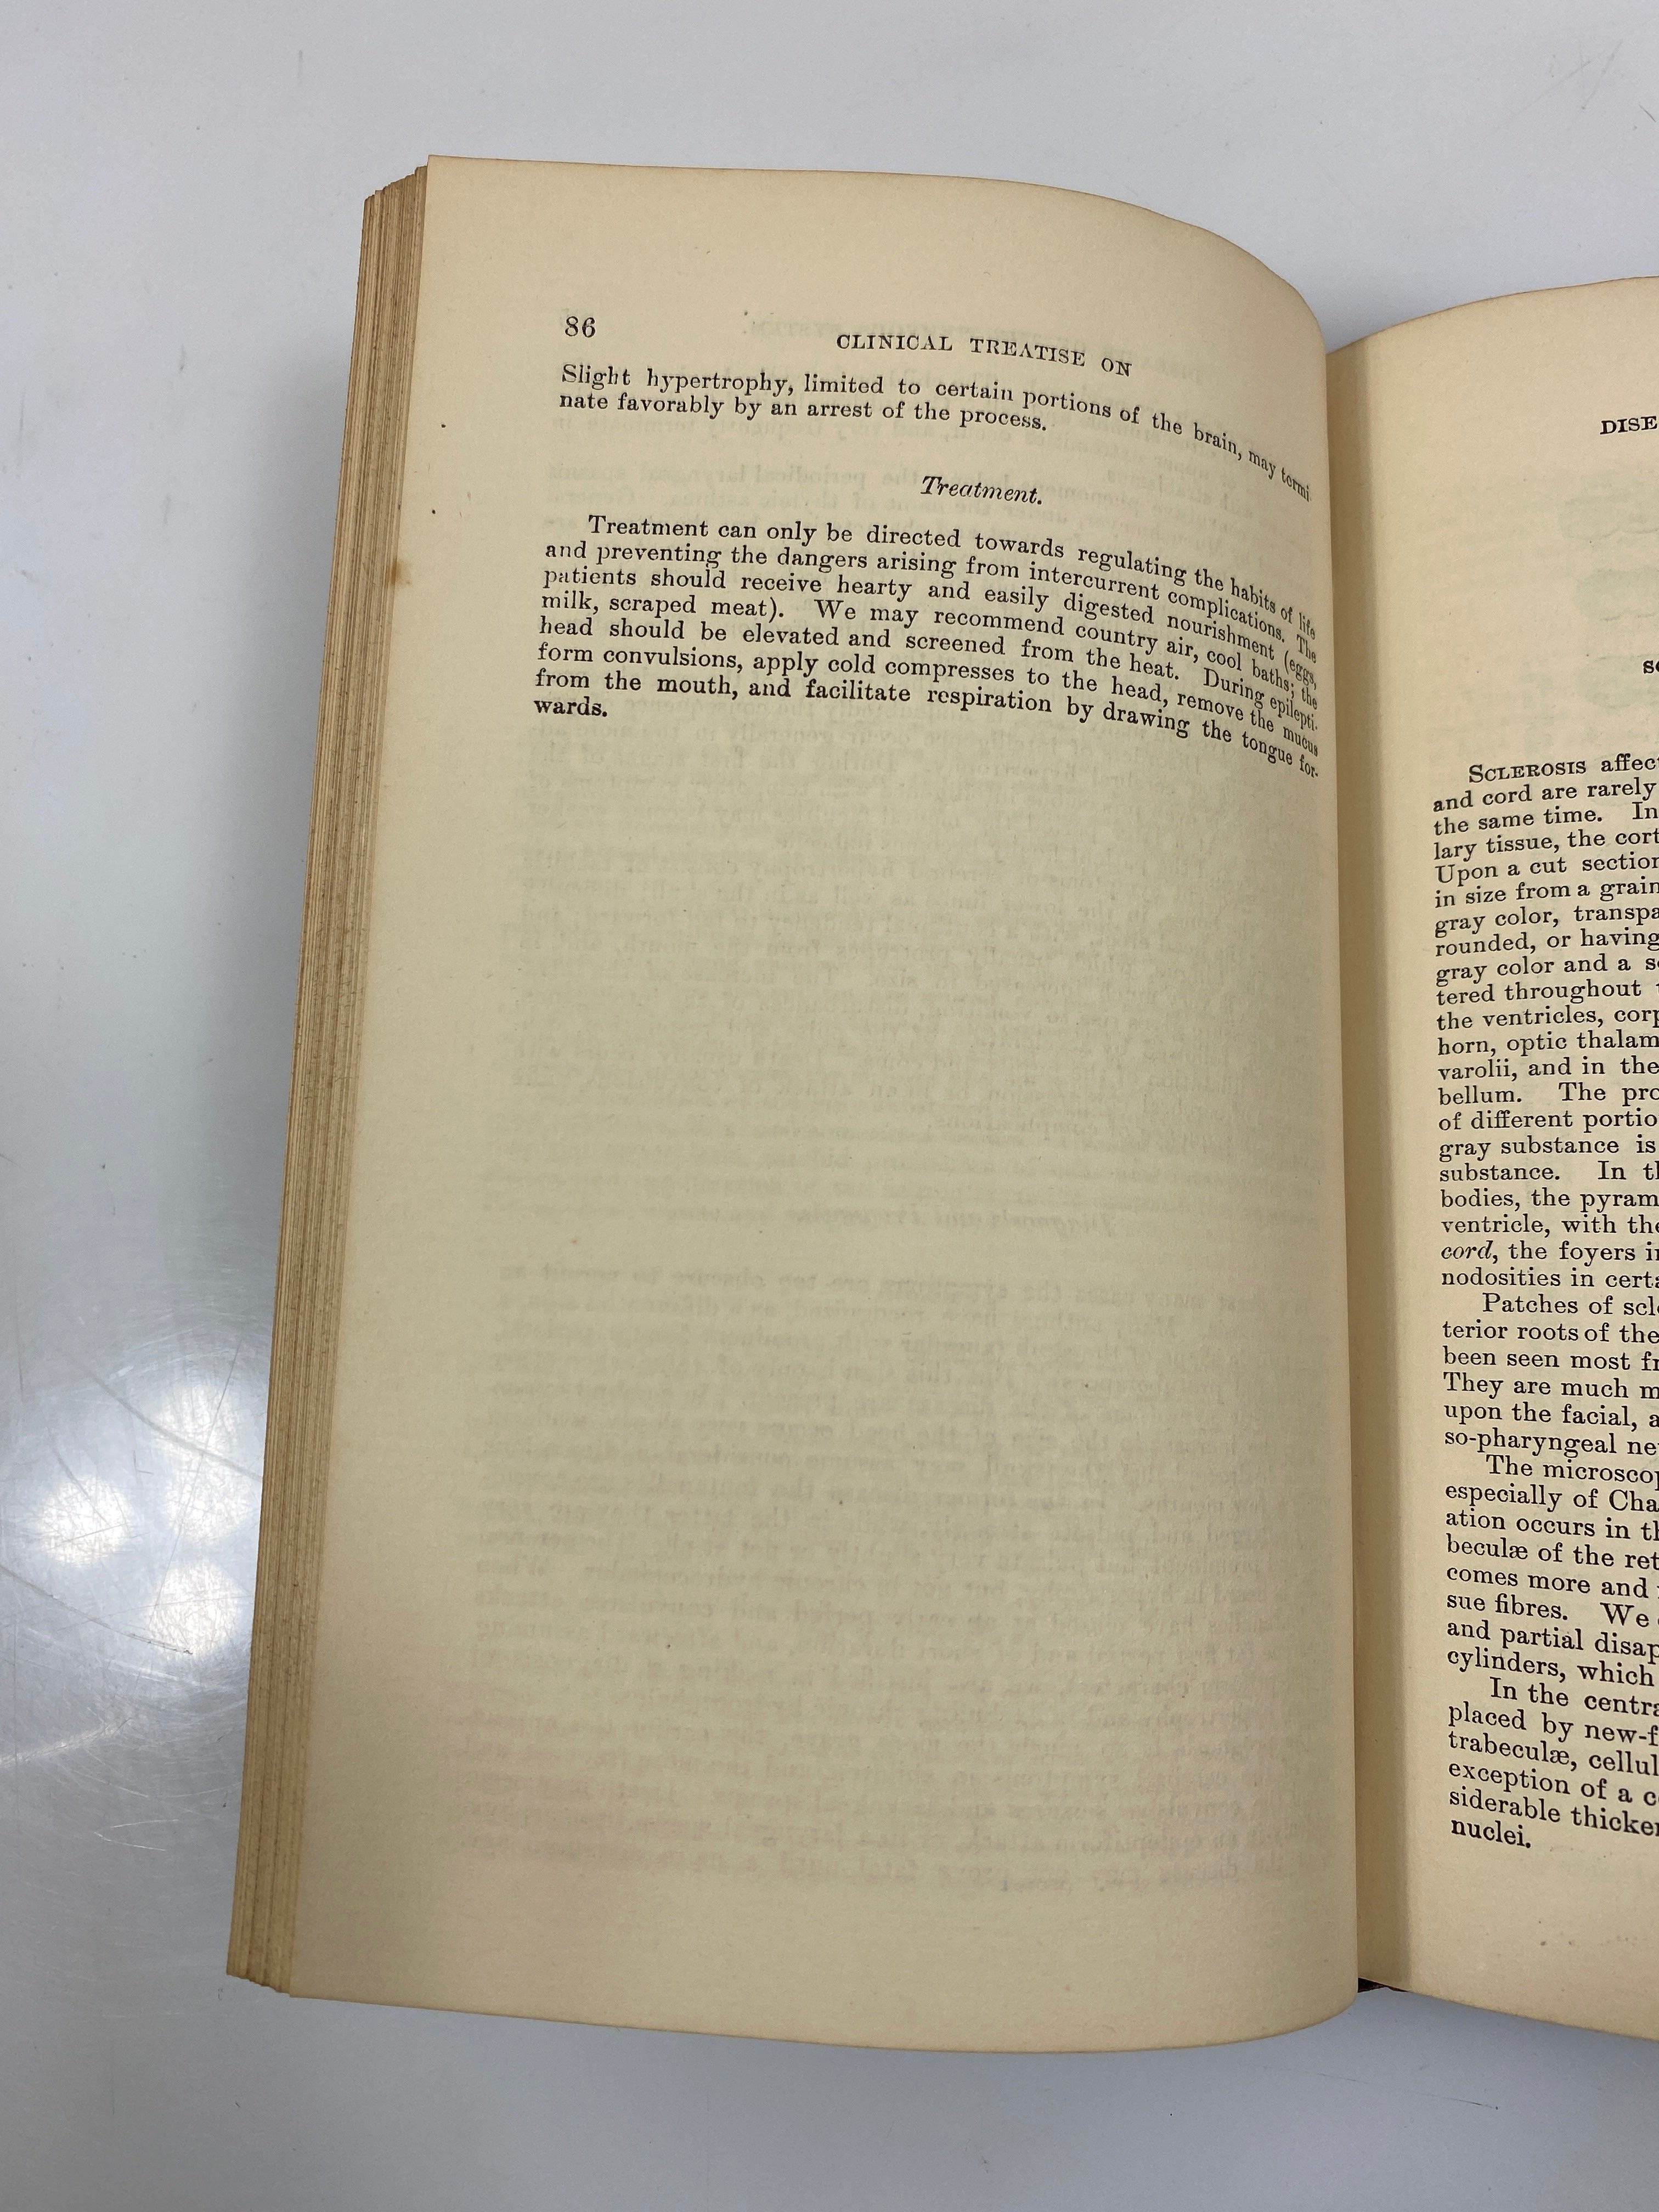 86
CLINICAL TREATISE ON
Slight hypertrophy, limited to certain portions of the brain, may termi-
nate favorably by an arrest of the process.
Treatment.
Treatment can only be directed towards regulating the habits of life
and preventing the dangers arising from intercurrent complications. The
patients should receive hearty and easily digested nourishment (eggs,
milk, scraped meat). We may recommend country air, cool baths; the
head should be elevated and screened from the heat. During epilepti-
form convulsions, apply cold compresses to the head, remove the mucus
from the mouth, and facilitate respiration by drawing the tongue for-
wards.
DISE
SC
SCLEROSIS affec
and cord are rarely
the same time. In
lary tissue, the cort
Upon a cut section
in size from a grain
gray color, transpa
rounded, or having
gray color and a s
tered throughout t
the ventricles, corp
horn, optic thalam
varolii, and in the
bellum. The pro
of different portio
gray substance is
substance. In th
bodies, the pyram
ventricle, with the
cord, the foyers in
nodosities in certa
Patches of scle
terior roots of the
been seen most fr
They are much m
upon the facial, a
so-pharyngeal ne
The microscop
especially of Cha
ation occurs in th
beculæ of the ret
comes more and
sue fibres. We
and partial disap
cylinders, which
In the centra
placed by new-f
trabeculæ, cellul
exception of a c
siderable thicke
nuclei.